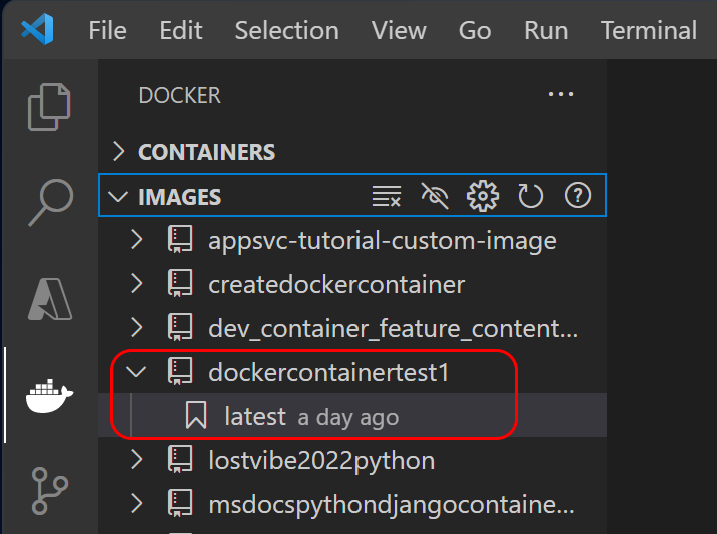 File Edit Selection View Go Run Terminal
DOCKER
CONTAINERS
IMAGES
appsvc-tutorial-custom-image
createdockercontainer
dev_container_feature_content...
dockercontainertest1
latest a day ago
lostvibe2022python
msdocspythondjangocontaine...